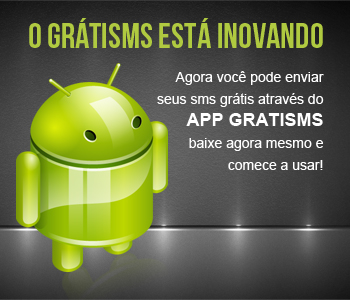 O GRÁTISMS ESTÁ INOVANDO
Agora você pode enviar
seus sms grátis através do
APP GRATISMS
baixe agora mesmo e
comece a usar!